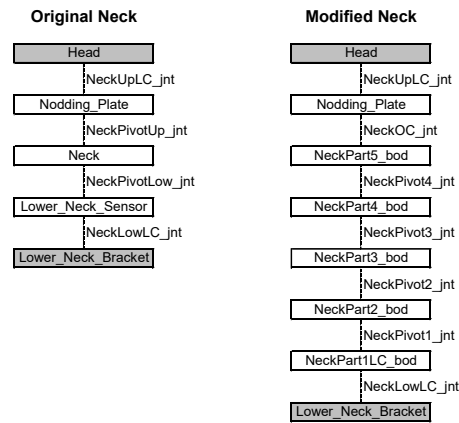 Original Neck
Head
NeckUpLC_jnt
Nodding_Plate
NeckPivotUp_jnt
Neck
NeckPivotLow_jnt
Lower_Neck_Sensor
NeckLowLC_jnt
Lower_Neck_Bracket
Modified Neck
Head
NeckUpLC_jnt
Nodding_Plate
NeckOC_jnt
NeckPart5_bod
NeckPivot4_jnt
NeckPart4_bod
NeckPivot3_jnt
NeckPart3_bod
NeckPivot2_jnt
NeckPart2_bod
NeckPivot1_jnt
NeckPart1LC_bod
NeckLowLC_jnt
Lower_Neck_Bracket